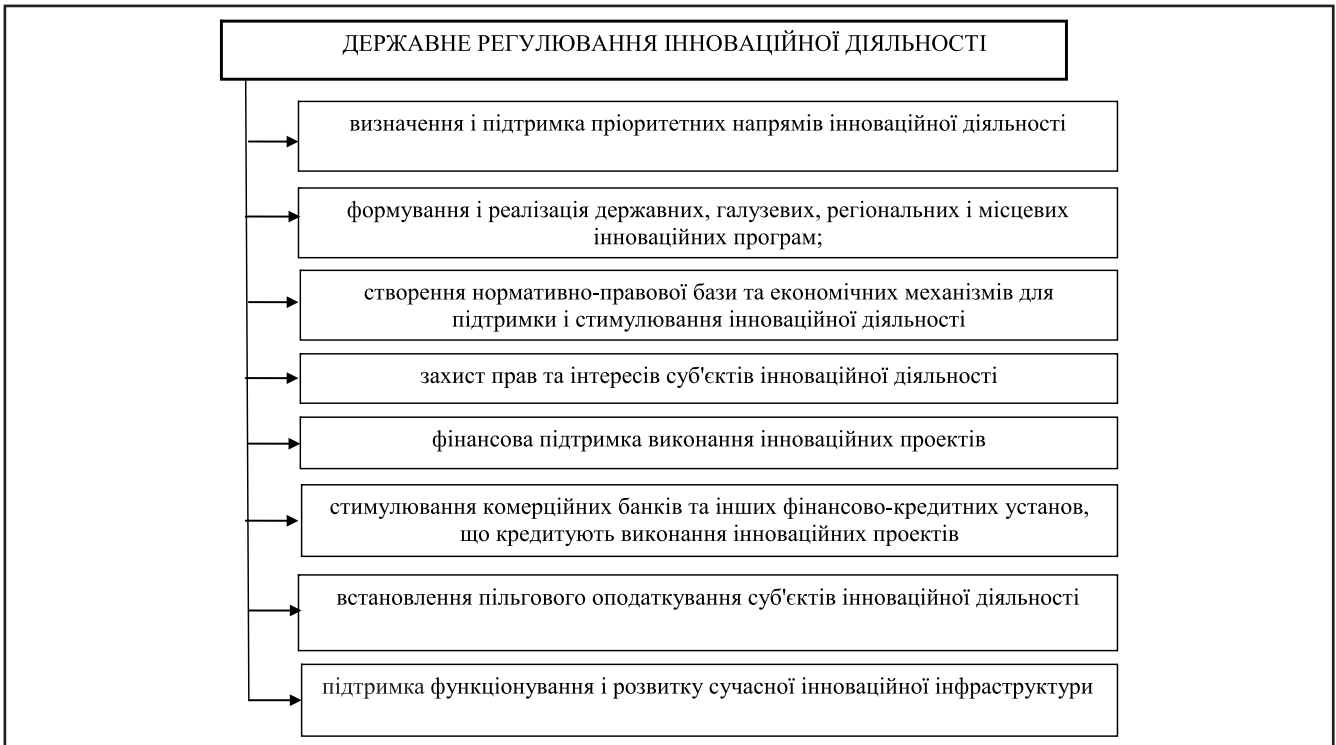 ДЕРЖАВНЕ РЕГУЛЮВАННЯ ІННОВАЦІЙНОЇ ДІЯЛЬНОСТІ
визначення і підтримка пріоритетних напрямів інноваційної діяльності
формування і реалізація державних, галузевих, регіональних і місцевих
інноваційних програм;
створення нормативно-правової бази та економічних механізмів для
підтримки і стимулювання інноваційної діяльності
захист прав та інтересів суб'єктів інноваційної діяльності
фінансова підтримка виконання інноваційних проектів
стимулювання комерційних банків та інших фінансово-кредитних установ,
що кредитують виконання інноваційних проектів
встановлення пільгового оподаткування суб'єктів інноваційної діяльності
підтримка функціонування і розвитку сучасної інноваційної інфраструктури